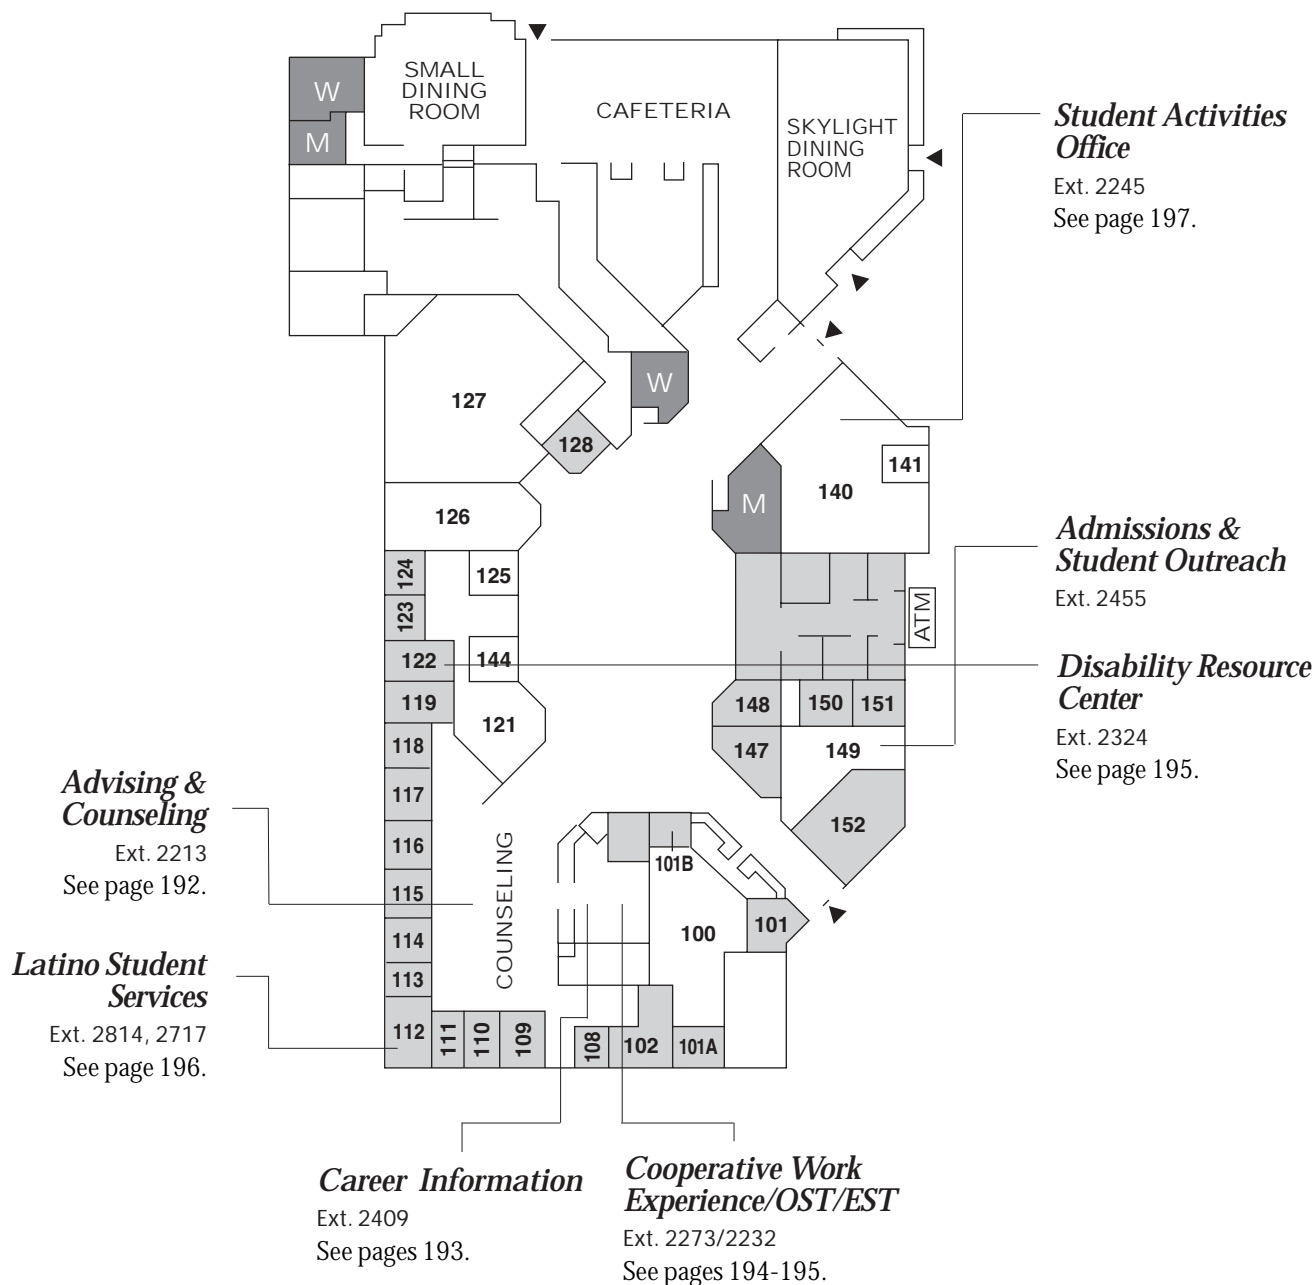 W
M
SMALL
DINING
ROOM
CAFETERIA
SKYLIGHT
DINING
ROOM
Student Activities
Office
Ext. 2245
See page 197.
127
W
128
141
140
M
126
Admissions &
Student Outreach
Ext. 2455
124
125
123
ATM
122
144
Disability Resource
Center
Ext. 2324
See page 195.
119
121
148
150
151
118
147
149
Advising &
Counseling
Ext. 2213
See page 192.
117
116
115
114
113
COUNSELING
152
101B
100
101
Latino Student
Services
Ext. 2814, 2717
See page 196.
112
111
110
109
108
102
101A
Career Information
Ext. 2409
See pages 193.
Cooperative Work
Experience/OST/EST
Ext. 2273/2232
See pages 194-195.